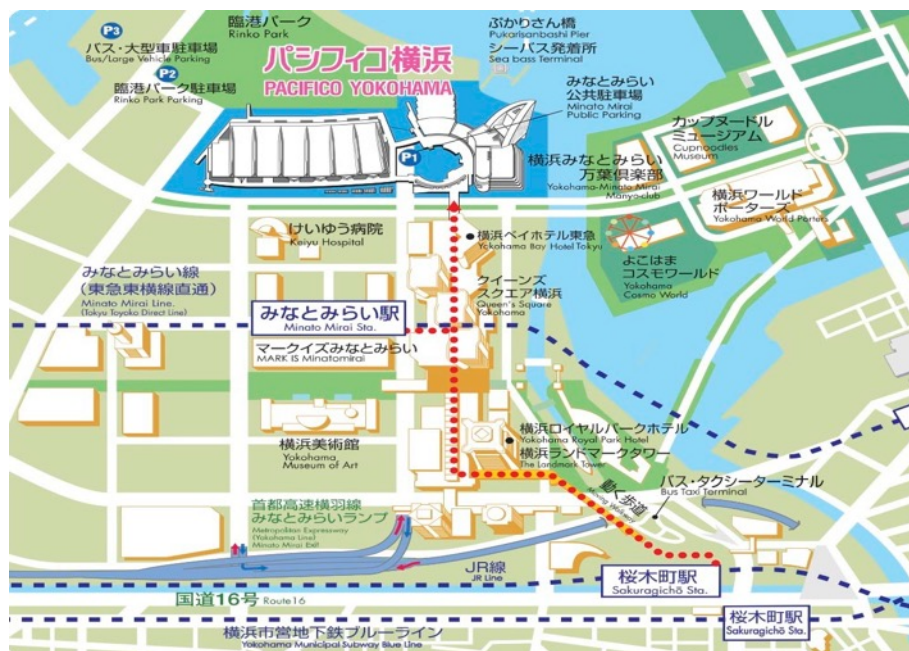 P3
バス・大型車駐車場
Bus/Large Vehicle Parking
P2
臨港パーク駐車場
Rinko Park Parking
臨港パーク
Rinko Park
パシフィコ横浜
PACIFICO YOKOHAMA
ぷかりさん橋
Pukarisanbashi Pier
シーバス発着所
Sea bass Terminal
みなとみらい
公共駐車場
Minato Mirai
Public Parking
P1
カップヌードル
ミュージアム
Cupnoodles
Museum
横浜みなとみらい
万葉倶楽部
Yokohama-Minato Mirai
Manyo-club
横浜ワールド
ポーターズ
Yokohama World Porters
けいゆう病院
Keiyu Hospital
横浜ベイホテル東急
Yokohama Bay Hotel Tokyu
よこはま
コスモワールド
Yokohama
Cosmo World
みなとみらい線
(東急東横線直通)
Minato Mirai Line.
(Tokyu Toyoko Direct Line)
クイーンズ
スクエア横浜
Queen's Square
Yokohama
みなとみらい駅
Minato Mirai Sta.
マークイズみなとみらい
MARK IS Minatomirai
横浜美術館
Yokohama
Museum of Art
横浜ロイヤルパークホテル
Yokohama Royal Park Hotel
横浜ランドマークタワー
The Landmark Tower
動く歩道
Moving Walkway
バス・タクシーターミナル
Bus Taxi Terminal
首都高速横羽線
みなとみらいランプ
Metropolitan Expressway
(Yokohama Line)
Minato Mirai Exit
JR線
JR Line
桜木町駅
Sakuragichō Sta.
国道16号 Route16
桜木町駅
Sakuragichō Sta.
横浜市営地下鉄ブルーライン
Yokohama Municipal Subway Blue Line